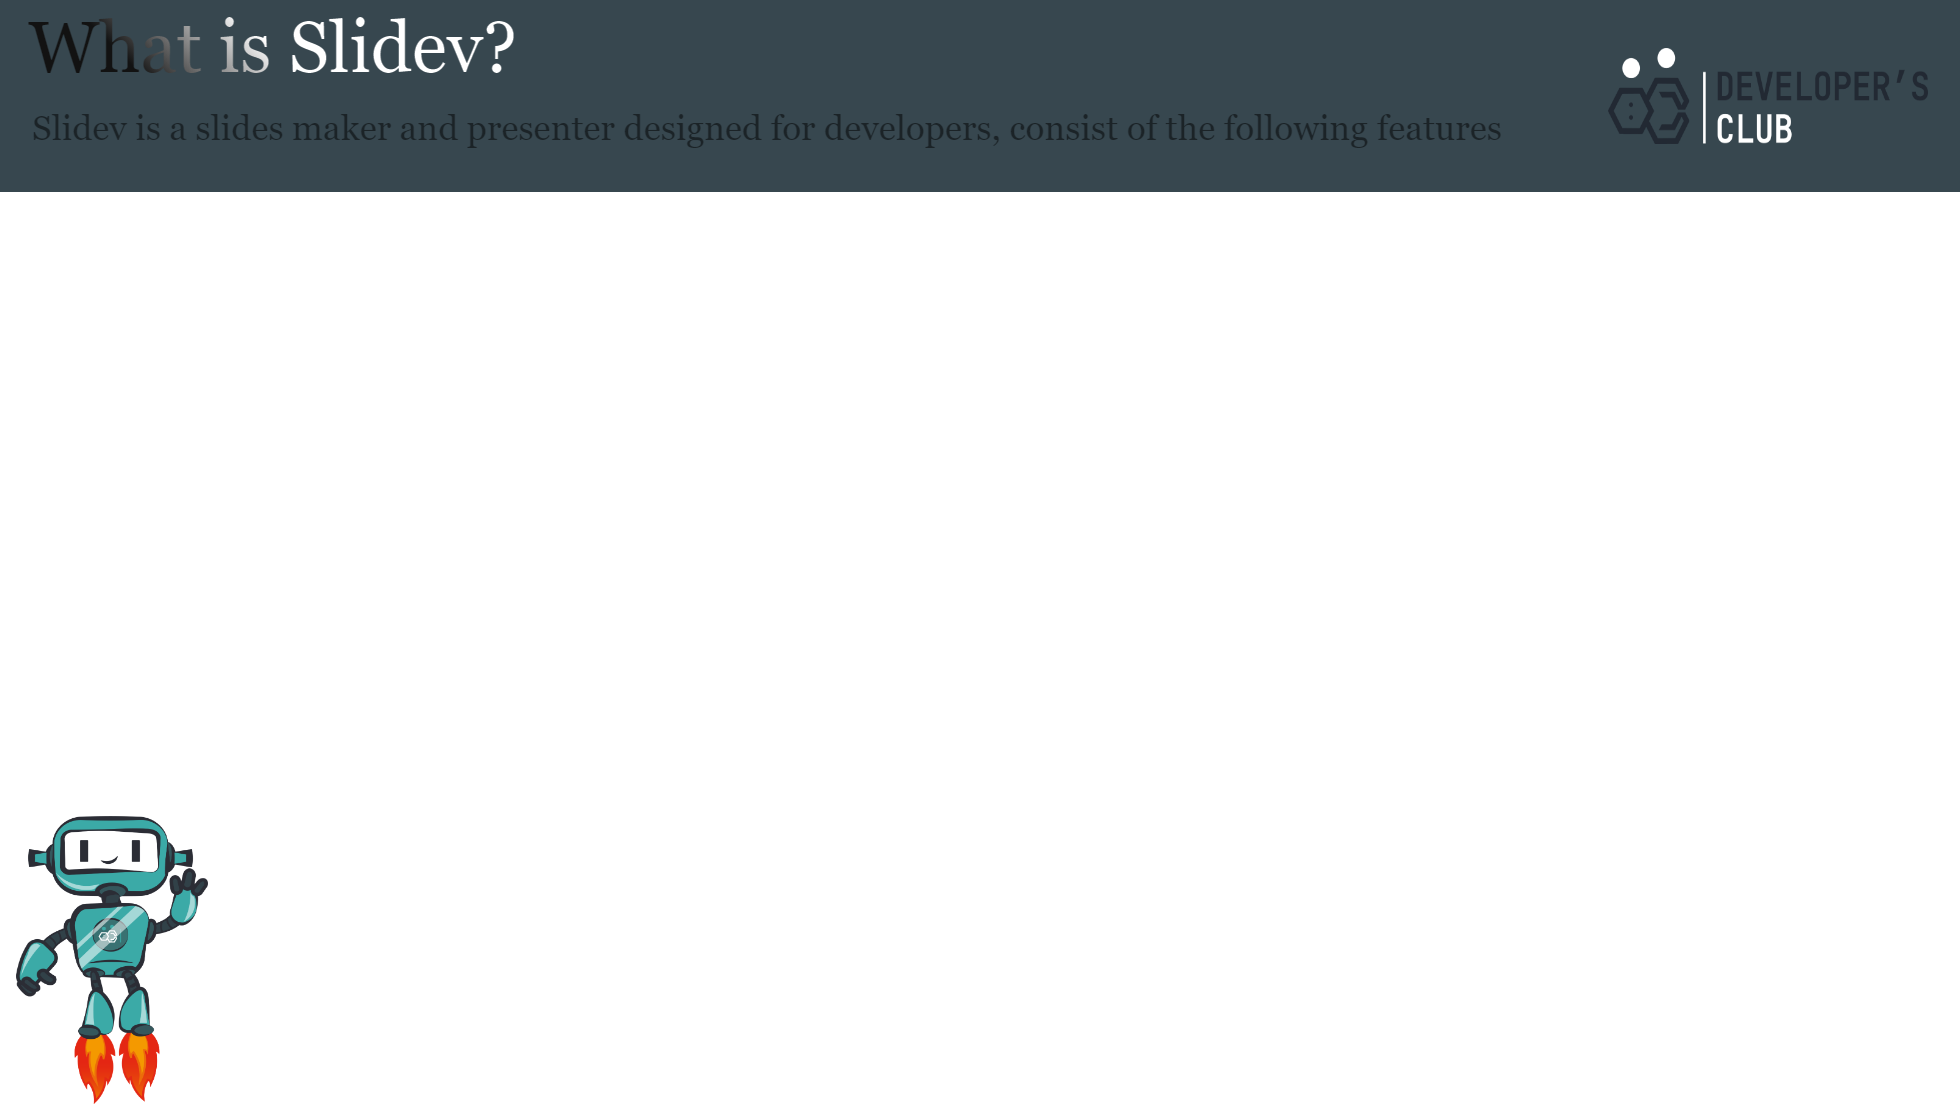 What is Slidev?
Slidev is a slides maker and presenter designed for developers, consist of the following features
DEVELOPER'S
CLUB